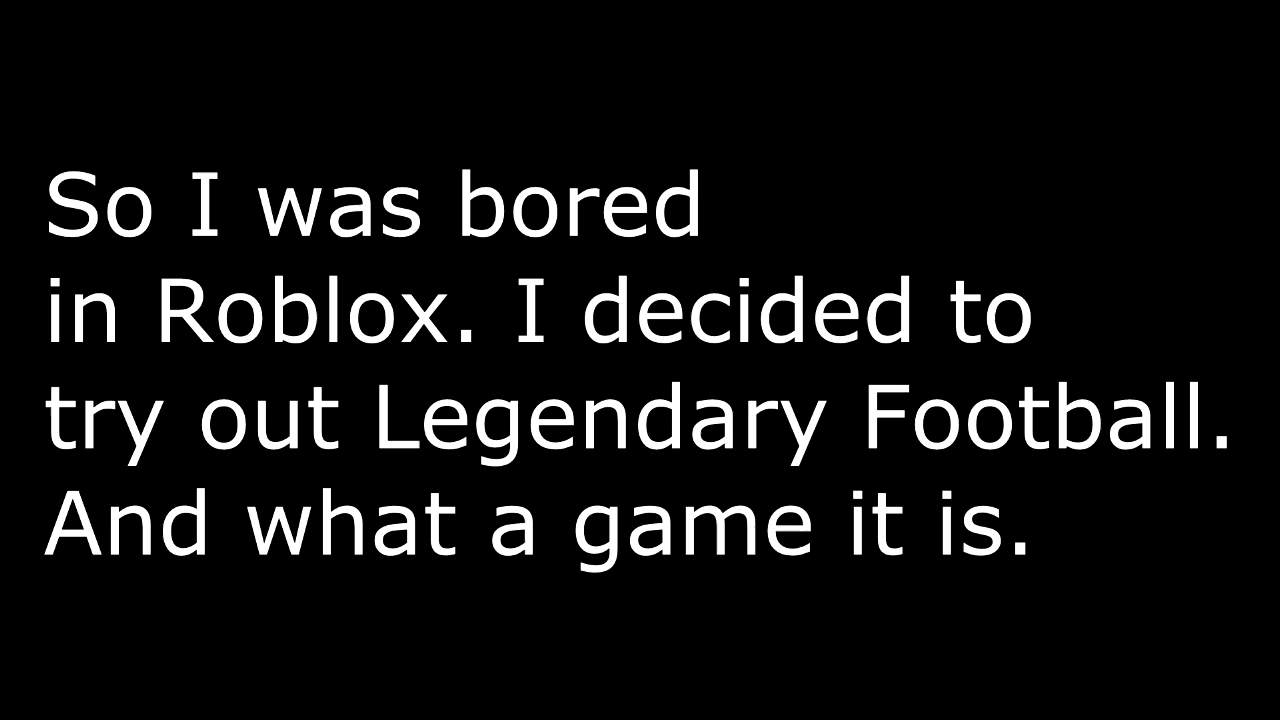 So I was bored
in Roblox. I decided to
try out Legendary Football.
And what a game it is.